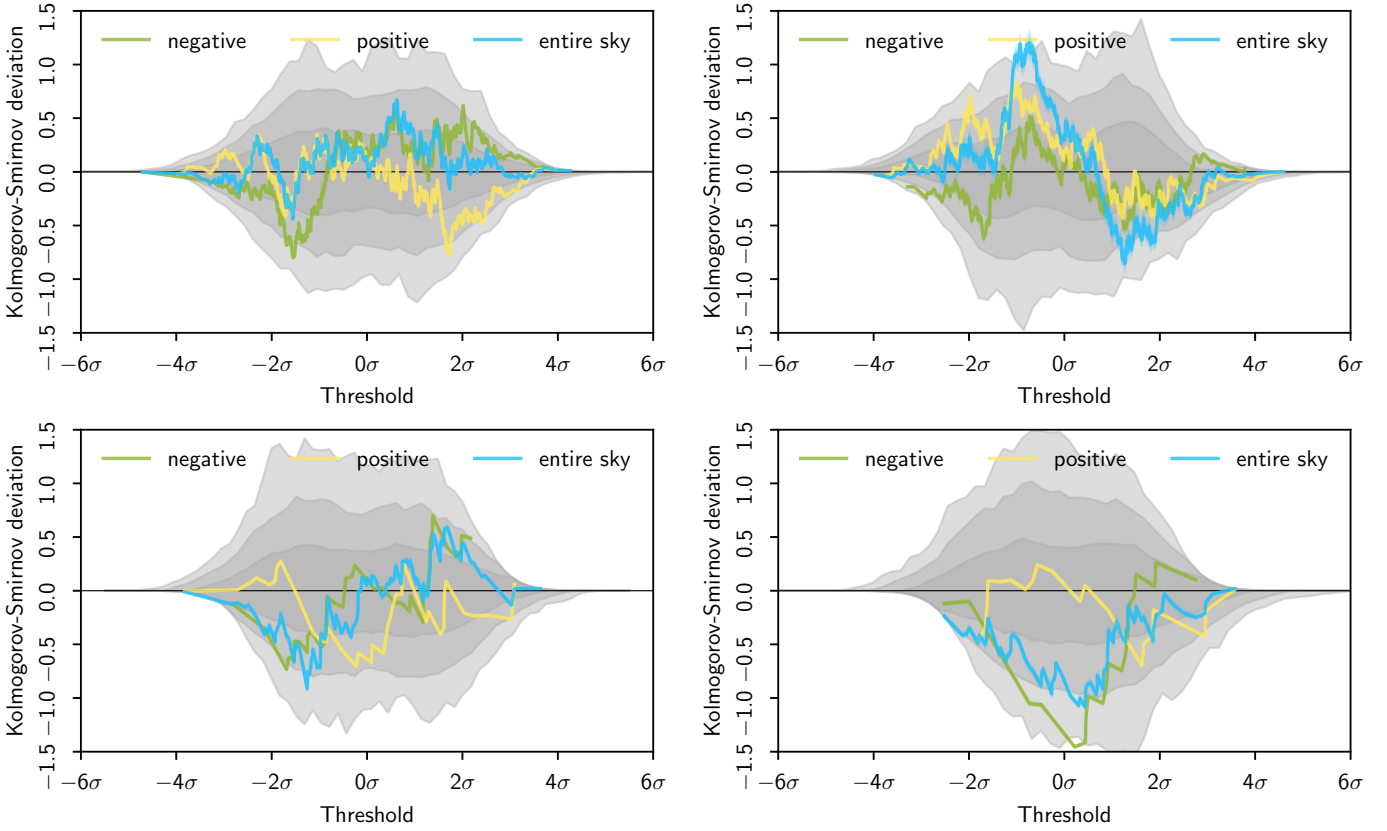 1.5
1.0
0.5
0.0
−0.5
−1.0
−1.5
Kolmogorov-Smirnov deviation
negative positive entire sky
−6σ −4σ −2σ 0σ 2σ 4σ 6σ
Threshold
1.5
1.0
0.5
0.0
−0.5
−1.0
−1.5
Kolmogorov-Smirnov deviation
negative positive entire sky
−6σ −4σ −2σ 0σ 2σ 4σ 6σ
Threshold
1.5
1.0
0.5
0.0
−0.5
−1.0
−1.5
Kolmogorov-Smirnov deviation
negative positive entire sky
−6σ −4σ −2σ 0σ 2σ 4σ 6σ
Threshold
1.5
1.0
0.5
0.0
−0.5
−1.0
−1.5
Kolmogorov-Smirnov deviation
negative positive entire sky
−6σ −4σ −2σ 0σ 2σ 4σ 6σ
Threshold